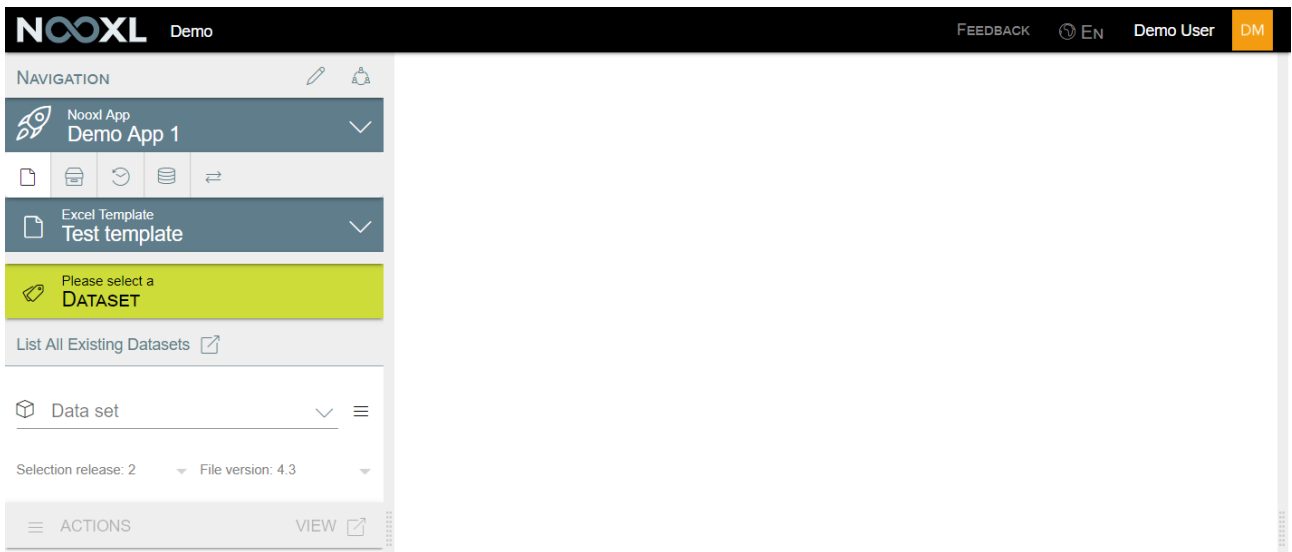 NOOXL Demo FEEDBACK EN Demo User DM
NAVIGATION
Nooxl App
Demo App 1
Excel Template
Test template
Please select a
DATASET
List All Existing Datasets
Data set
Selection release: 2 File version: 4.3
ACTIONS VIEW